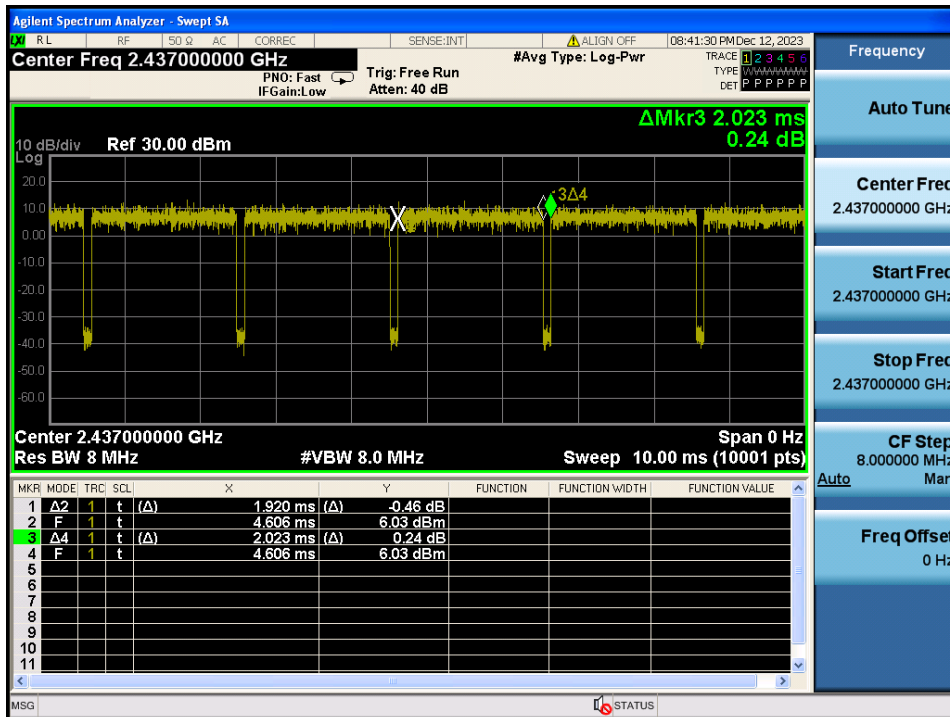 Agilent Spectrum Analyzer - Swept SA
LXI RL RF 50 Ω AC CORREC SENSE:INT ALIGN OFF 08:41:30 PM Dec 12, 2023
Center Freq 2.437000000 GHz
#Avg Type: Log-Pwr
TRACE 1 2 3 4 5 6
TYPE
DET P P P P P P
PNO: Fast
IFGain:Low
Trig: Free Run
Atten: 40 dB
ΔMkr3 2.023 ms
0.24 dB
10 dB/div
Log
Ref 30.00 dBm
20.0
10.0
0.00
-10.0
-20.0
-30.0
-40.0
-50.0
-60.0
3Δ4
Center 2.437000000 GHz
Span 0 Hz
Res BW 8 MHz
#VBW 8.0 MHz
Sweep 10.00 ms (10001 pts)
MKR MODE TRC SCL X Y FUNCTION FUNCTION WIDTH FUNCTION VALUE
1 Δ2 1 t (Δ) 1.920 ms (Δ) -0.46 dB
2 F 1 t 4.606 ms 6.03 dBm
3 Δ4 1 t (Δ) 2.023 ms (Δ) 0.24 dB
4 F 1 t 4.606 ms 6.03 dBm
5
6
7
8
9
10
11
MSG
STATUS
Frequency
Auto Tune
Center Freq
2.437000000 GHz
Start Freq
2.437000000 GHz
Stop Freq
2.437000000 GHz
CF Step
8.000000 MHz
Auto Man
Freq Offset
0 Hz